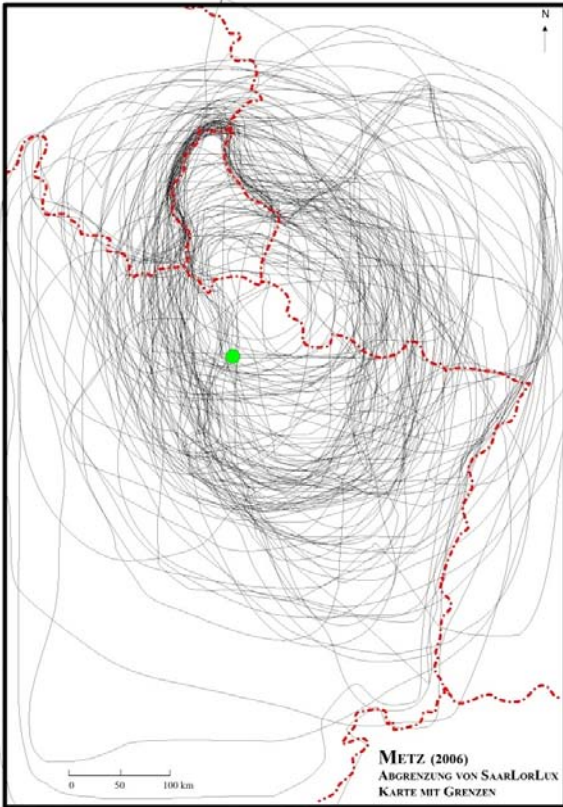 N
0 50 100 km
METZ (2006)
ABGRENZUNG VON SAARLORLUX
KARTE MIT GRENZEN